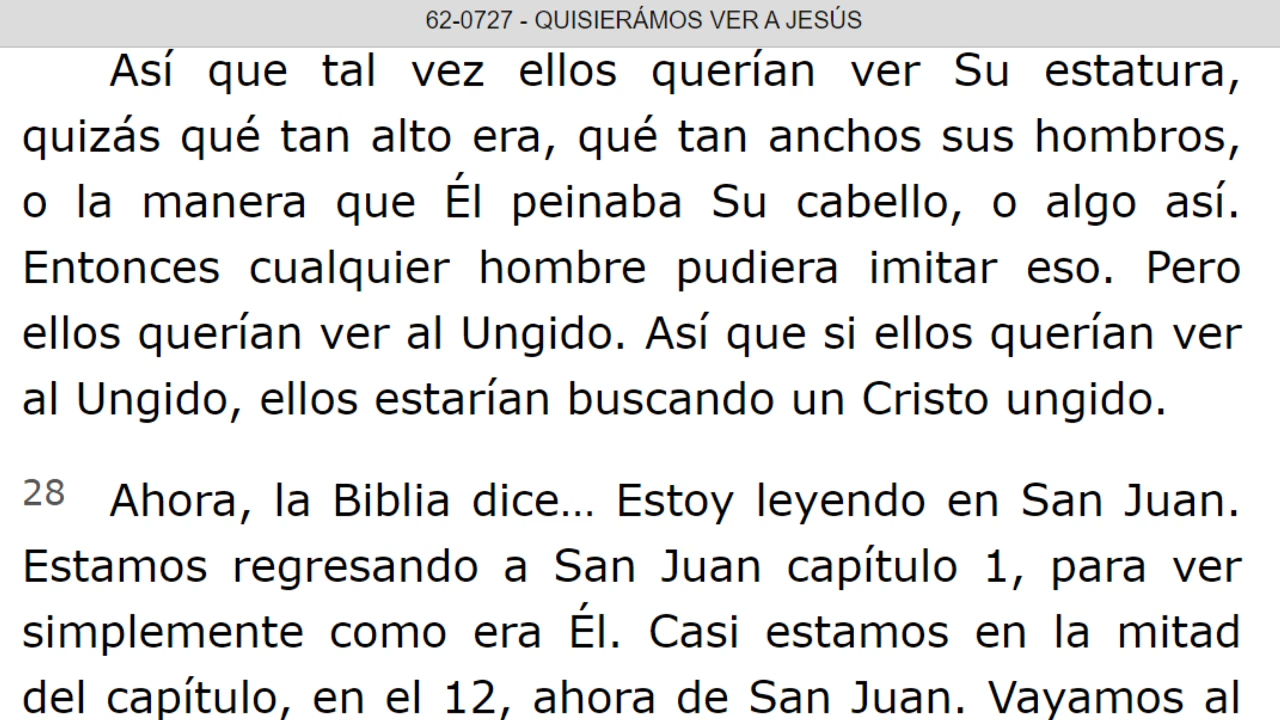 62-0727 - QUISIERÁMOS VER A JESÚS
Así que tal vez ellos querían ver Su estatura,
quizás qué tan alto era, qué tan anchos sus hombros,
o la manera que Él peinaba Su cabello, o algo así.
Entonces cualquier hombre pudiera imitar eso. Pero
ellos querían ver al Ungido. Así que si ellos querían ver
al Ungido, ellos estarían buscando un Cristo ungido.
28 Ahora, la Biblia dice… Estoy leyendo en San Juan.
Estamos regresando a San Juan capítulo 1, para ver
simplemente como era Él. Casi estamos en la mitad
del capítulo, en el 12, ahora de San Juan. Vayamos al